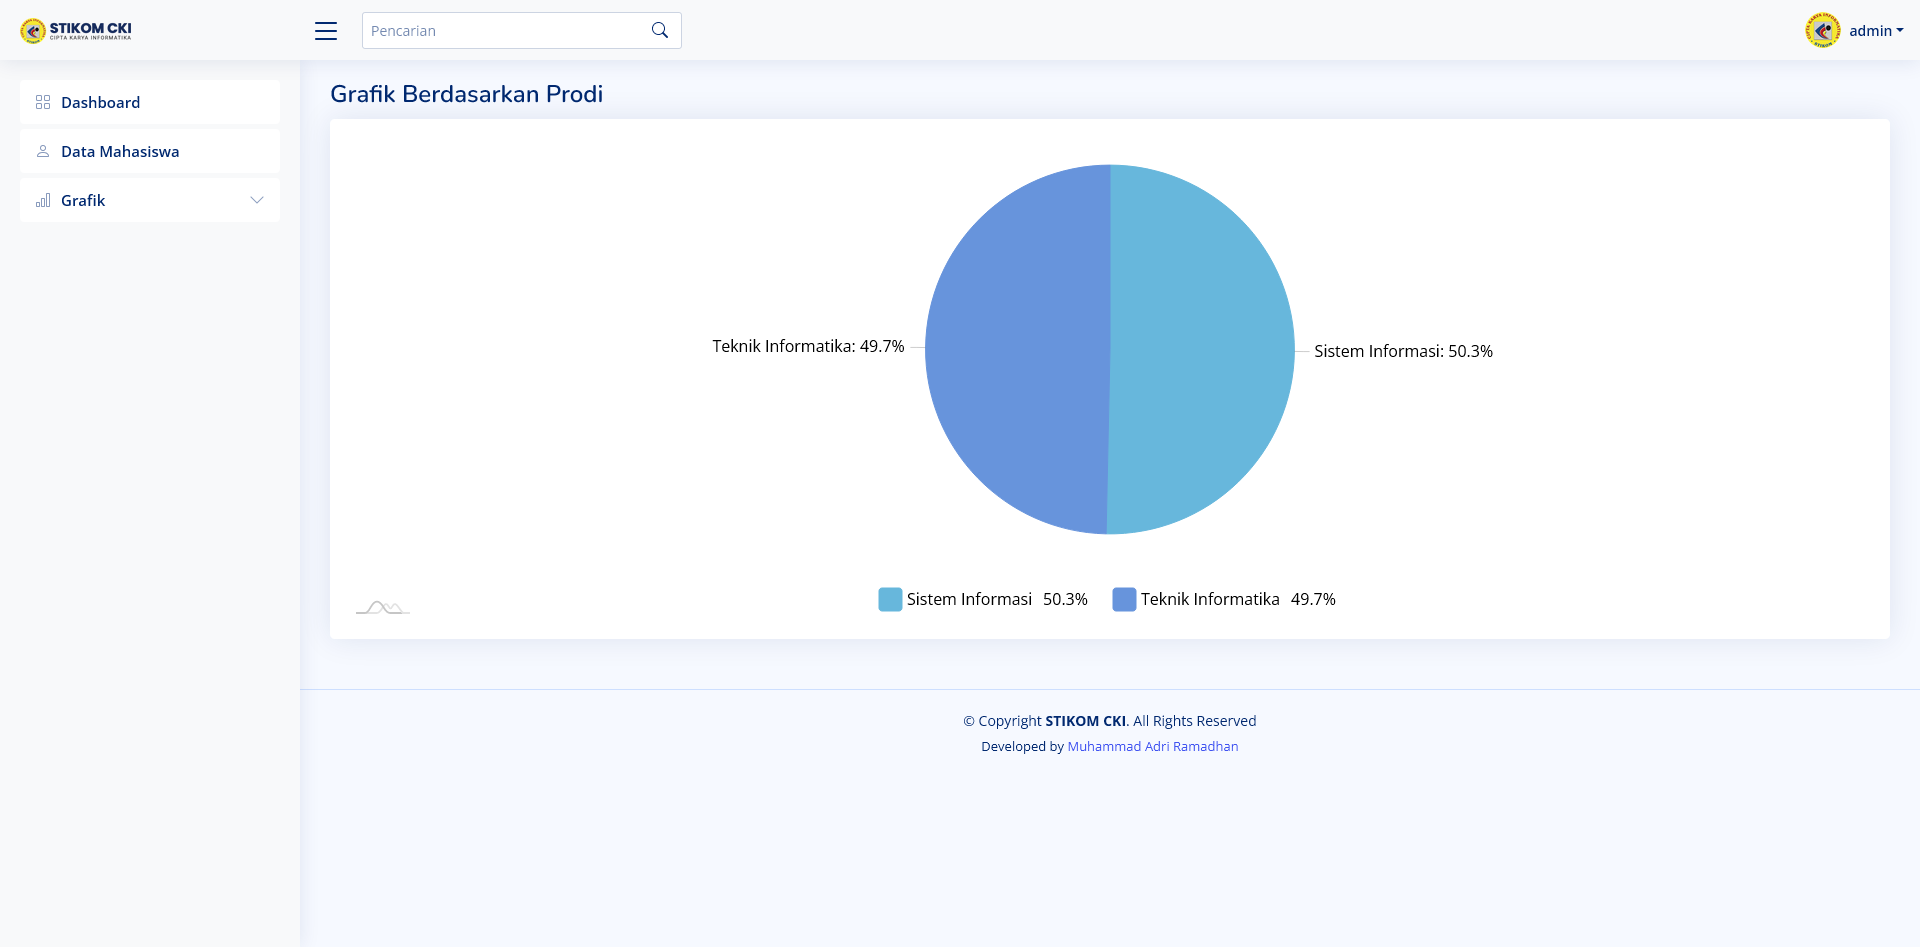 STIKOM CKI
CIPTA KARYA INFORMATIKA
Pencarian
admin
Dashboard
Data Mahasiswa
Grafik
Grafik Berdasarkan Prodi
Teknik Informatika: 49.7%
Sistem Informasi: 50.3%
Sistem Informasi 50.3%
Teknik Informatika 49.7%
© Copyright STIKOM CKI. All Rights Reserved
Developed by Muhammad Adri Ramadhan